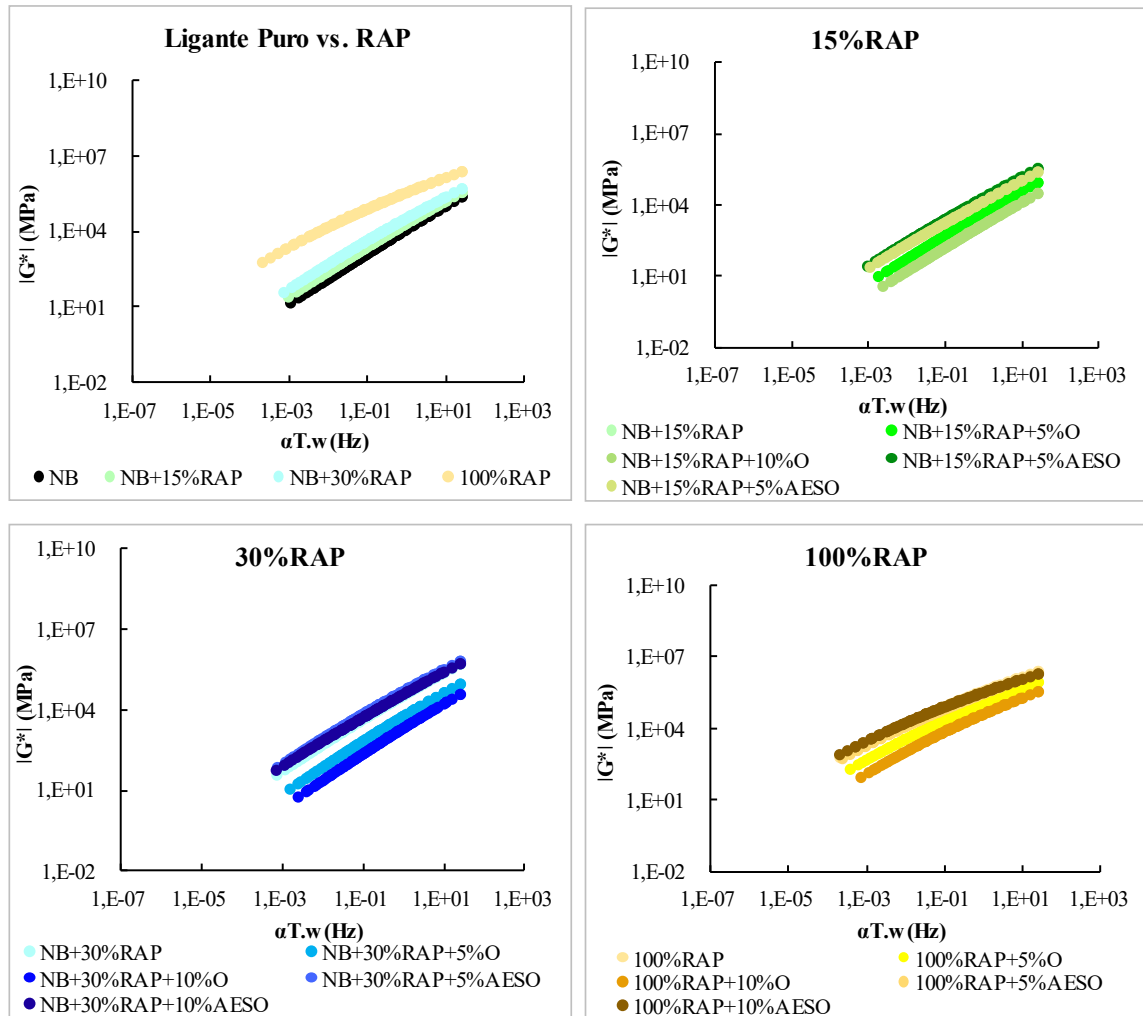 Ligante Puro vs. RAP
1,E+10
1,E+07
1,E+04
1,E+01
1,E-02
|G*| (MPa)
1,E-07 1,E-05 1,E-03 1,E-01 1,E+01 1,E+03
αT.w (Hz)
NB NB+15%RAP NB+30%RAP 100%RAP
15%RAP
1,E+10
1,E+07
1,E+04
1,E+01
1,E-02
|G*| (MPa)
1,E-07 1,E-05 1,E-03 1,E-01 1,E+01 1,E+03
αT.w (Hz)
NB+15%RAP NB+15%RAP+5%O
NB+15%RAP+10%O NB+15%RAP+5%AESO
NB+15%RAP+5%AESO
30%RAP
1,E+10
1,E+07
1,E+04
1,E+01
1,E-02
|G*| (MPa)
1,E-07 1,E-05 1,E-03 1,E-01 1,E+01 1,E+03
αT.w (Hz)
NB+30%RAP NB+30%RAP+5%O
NB+30%RAP+10%O NB+30%RAP+5%AESO
NB+30%RAP+10%AESO
100%RAP
1,E+10
1,E+07
1,E+04
1,E+01
1,E-02
|G*| (MPa)
1,E-07 1,E-05 1,E-03 1,E-01 1,E+01 1,E+03
αT.w (Hz)
100%RAP 100%RAP+5%O
100%RAP+10%O 100%RAP+5%AESO
100%RAP+10%AESO